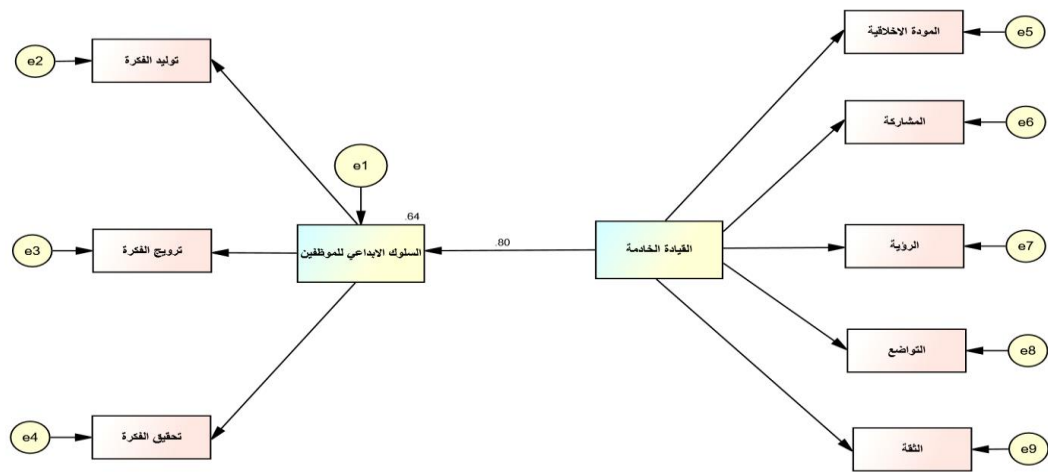 المودة الاخلاقية
e5
e2
توليد الفكرة
المشاركة
e6
e1
.64
.80
السلوك الابداعي للموظفين
القيادة الخادمة
ترويج الفكرة
e3
الرؤية
e7
التواضع
e8
تحقيق الفكرة
e4
الثقة
e9